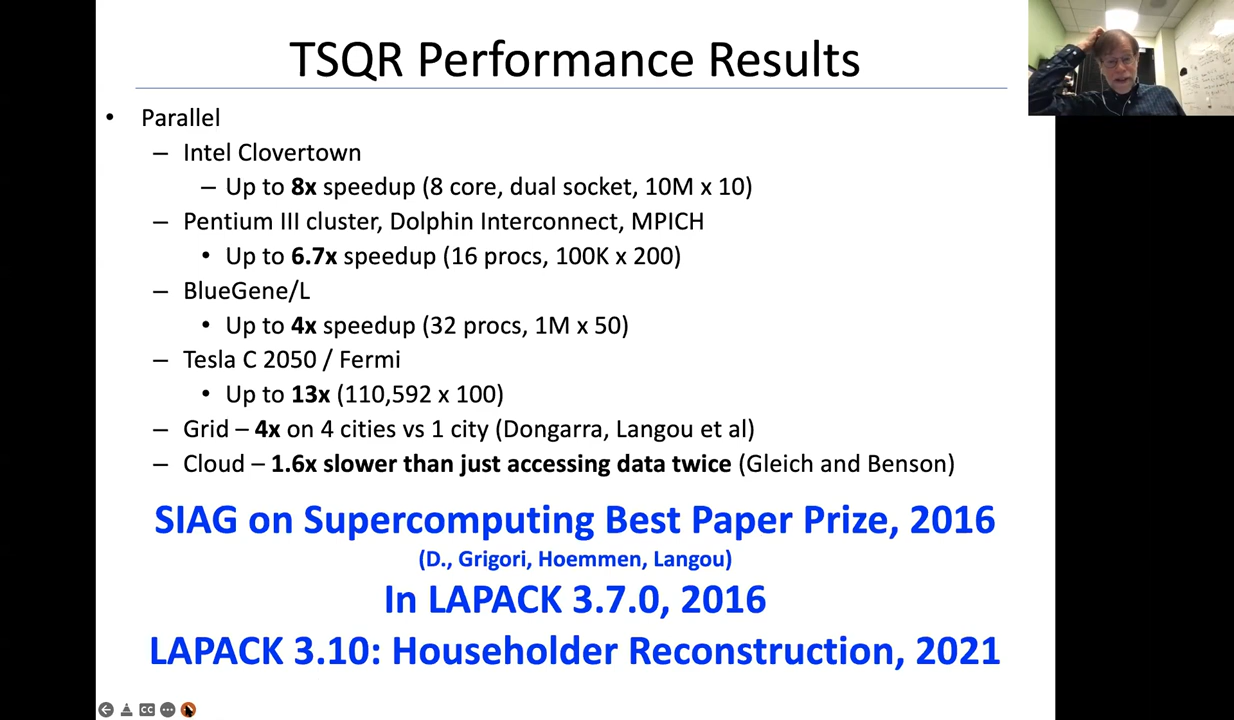 TSQR Performance Results
• Parallel
– Intel Clovertown
– Up to 8x speedup (8 core, dual socket, 10M x 10)
– Pentium III cluster, Dolphin Interconnect, MPICH
• Up to 6.7x speedup (16 procs, 100K x 200)
– BlueGene/L
• Up to 4x speedup (32 procs, 1M x 50)
– Tesla C 2050 / Fermi
• Up to 13x (110,592 x 100)
– Grid – 4x on 4 cities vs 1 city (Dongarra, Langou et al)
– Cloud – 1.6x slower than just accessing data twice (Gleich and Benson)
SIAG on Supercomputing Best Paper Prize, 2016
(D., Grigori, Hoemmen, Langou)
In LAPACK 3.7.0, 2016
LAPACK 3.10: Householder Reconstruction, 2021
CC